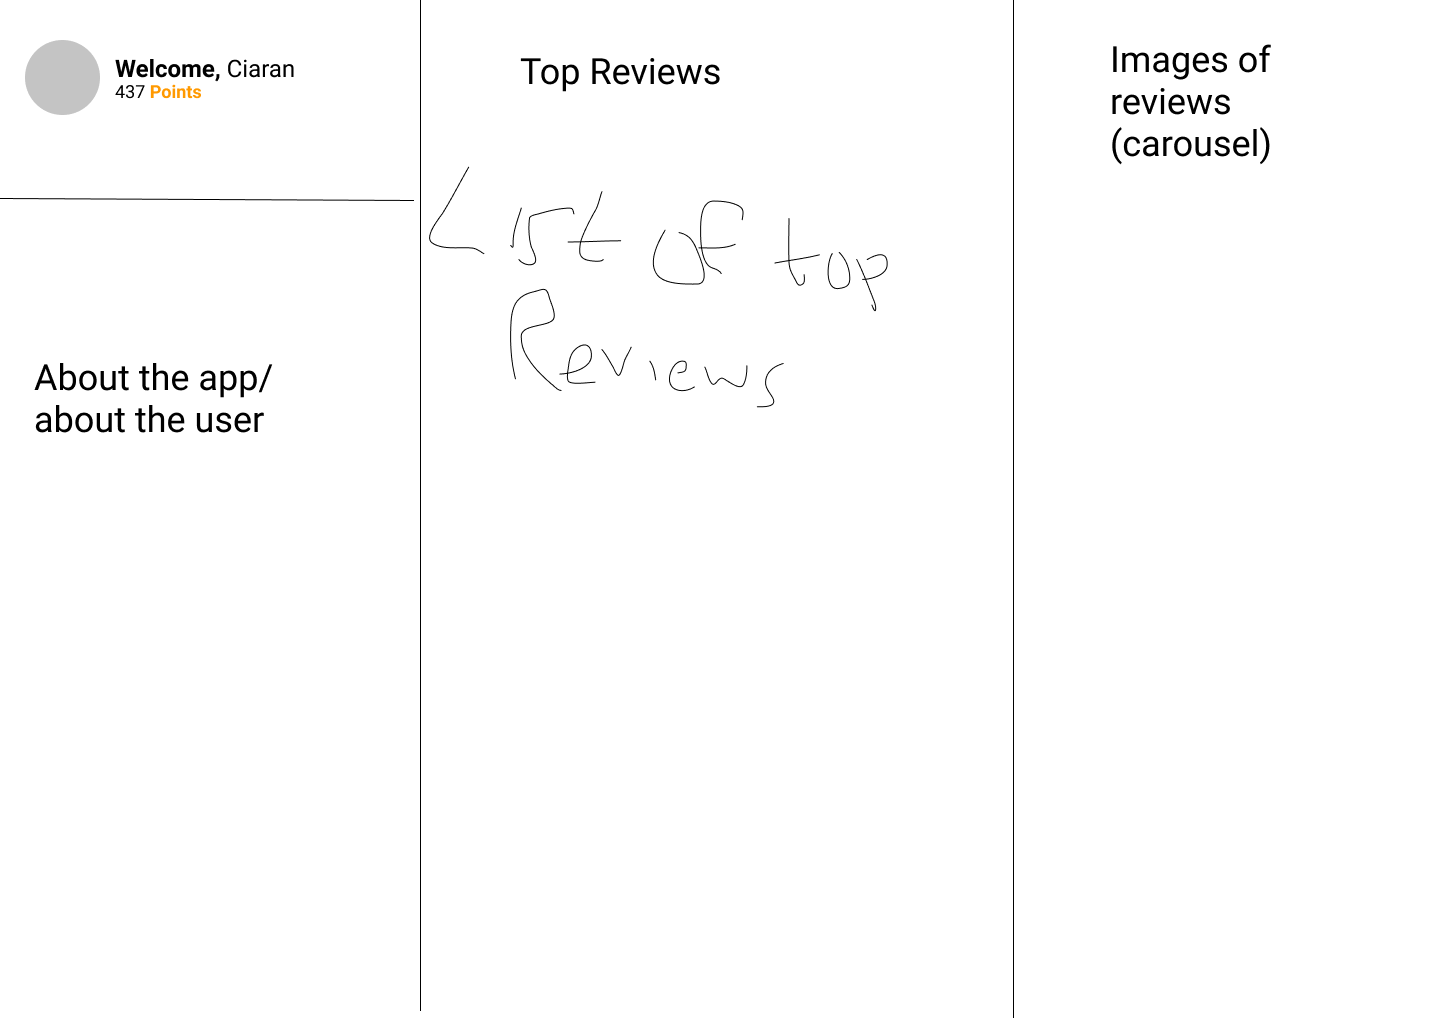 Welcome, Ciaran
437 Points
About the app/
about the user
Top Reviews
List of top
Reviews
Images of
reviews
(carousel)